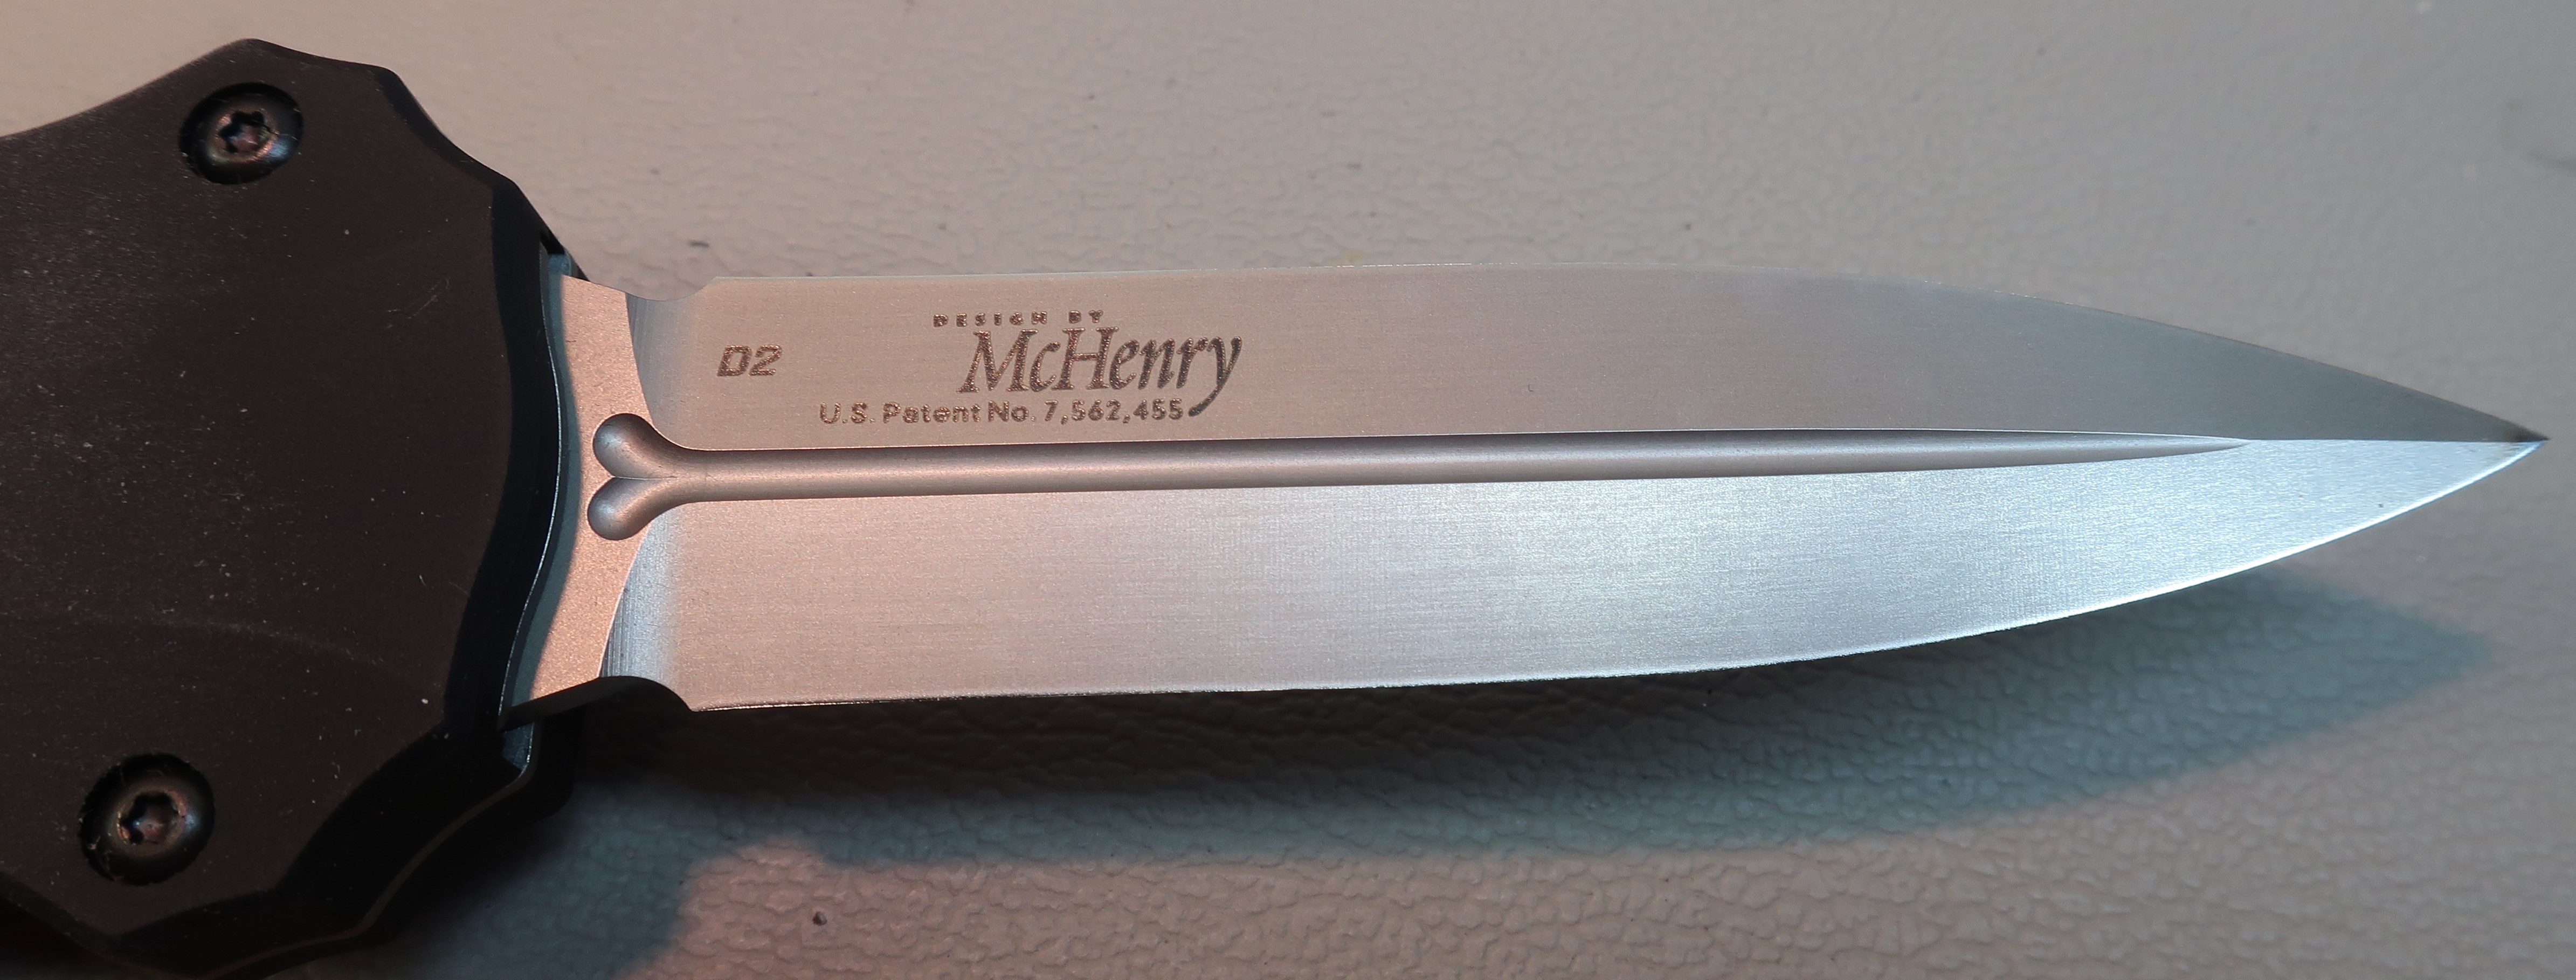 D2
DESIGN BY
McHenry
U.S. Patent No. 7,562,455